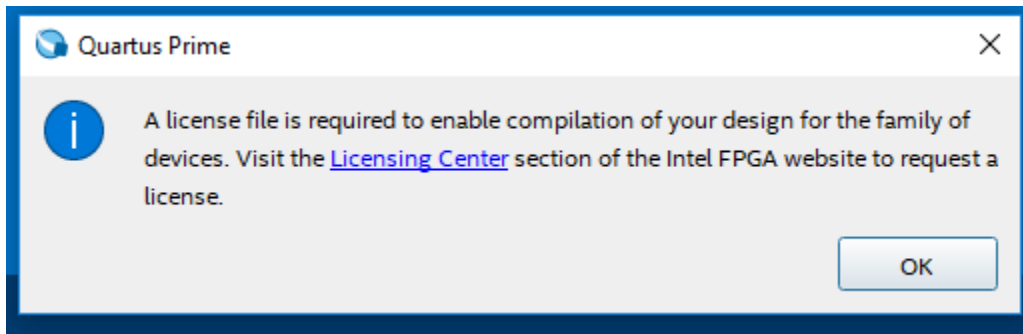 Quartus Prime
A license file is required to enable compilation of your design for the family of
devices. Visit the Licensing Center section of the Intel FPGA website to request a
license.
OK